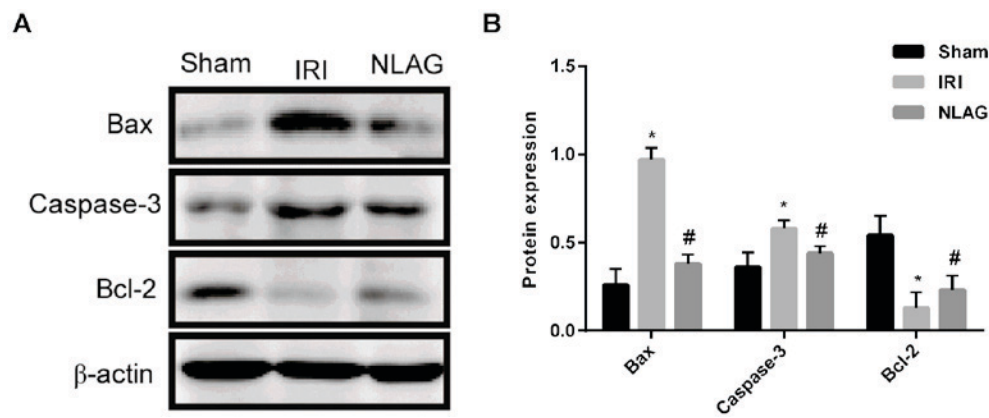 A
Sham IRI NLAG
Bax
Caspase-3
Bcl-2
β-actin
B
Sham
IRI
NLAG
Protein expression
1.5
1.0
0.5
0.0
*
#
*
#
*
#
Bax
Caspase-3
Bcl-2